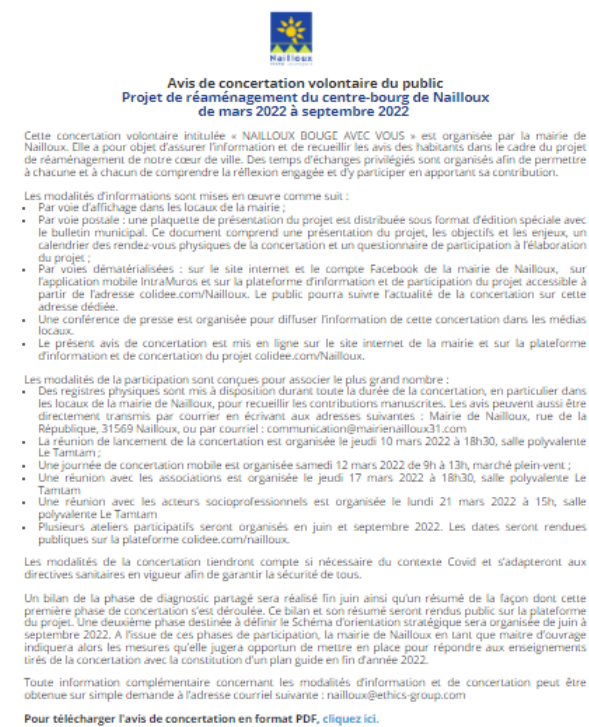 Nailloux
Avis de concertation volontaire du public
Projet de réaménagement du centre-bourg de Nailloux
de mars 2022 à septembre 2022
Cette concertation volontaire intitulée « NAILLOUX BOUGE AVEC VOUS » est organisée par la mairie de
Nailloux. Elle a pour objet d'assurer l'information et de recueillir les avis des habitants dans le cadre du projet
de réaménagement de notre cœur de ville. Des temps d'échanges privilégiés sont organisés afin de permettre
à chacune et à chacun de comprendre la réflexion engagée et d'y participer en apportant sa contribution.
Les modalités d'informations sont mises en œuvre comme suit :
• Par voie d'affichage dans les locaux de la mairie ;
• Par voie postale : une plaquette de présentation du projet est distribuée sous format d'édition spéciale avec
le bulletin municipal. Ce document comprend une présentation du projet, les objectifs et les enjeux, un
calendrier des rendez-vous physiques de la concertation et un questionnaire de participation à l'élaboration
du projet ;
• Par voies dématérialisées : sur le site internet et le compte Facebook de la mairie de Nailloux, sur
l'application mobile IntraMuros et sur la plateforme d'information et de participation du projet accessible à
partir de l'adresse colidee.com/Nailloux. Le public pourra suivre l'actualité de la concertation sur cette
adresse dédiée.
• Une conférence de presse est organisée pour diffuser l'information de cette concertation dans les médias
locaux.
• Le présent avis de concertation est mis en ligne sur le site internet de la mairie et sur la plateforme
d'information et de concertation du projet colidee.com/Nailloux.
Les modalités de la participation sont conçues pour associer le plus grand nombre :
• Des registres physiques sont mis à disposition durant toute la durée de la concertation, en particulier dans
les locaux de la mairie de Nailloux, pour recueillir les contributions manuscrites. Les avis peuvent aussi être
directement transmis par courrier en écrivant aux adresses suivantes : Mairie de Nailloux, rue de la
République, 31569 Nailloux, ou par courriel : communication@mairienailloux31.com
• La réunion de lancement de la concertation est organisée le jeudi 10 mars 2022 à 18h30, salle polyvalente
Le Tamtam ;
• Une journée de concertation mobile est organisée samedi 12 mars 2022 de 9h à 13h, marché plein-vent ;
• Une réunion avec les associations est organisée le jeudi 17 mars 2022 à 18h30, salle polyvalente Le
Tamtam
• Une réunion avec les acteurs socioprofessionnels est organisée le lundi 21 mars 2022 à 15h, salle
polyvalente Le Tamtam
• Plusieurs ateliers participatifs seront organisés en juin et septembre 2022. Les dates seront rendues
publiques sur la plateforme colidee.com/nailloux.
Les modalités de la concertation tiendront compte si nécessaire du contexte Covid et s'adapteront aux
directives sanitaires en vigueur afin de garantir la sécurité de tous.
Un bilan de la phase de diagnostic partagé sera réalisé fin juin ainsi qu'un résumé de la façon dont cette
première phase de concertation s'est déroulée. Ce bilan et son résumé seront rendus public sur la plateforme
du projet. Une deuxième phase destinée à définir le Schéma d'orientation stratégique sera organisée de juin à
septembre 2022. A l'issue de ces phases de participation, la mairie de Nailloux en tant que maitre d'ouvrage
indiquera alors les mesures qu'elle jugera opportun de mettre en place pour répondre aux enseignements
tirés de la concertation avec la constitution d'un plan guide en fin d'année 2022.
Toute information complémentaire concernant les modalités d'information et de concertation peut être
obtenue sur simple demande à l'adresse courriel suivante : nailloux@ethics-group.com
Pour télécharger l'avis de concertation en format PDF, cliquez ici.